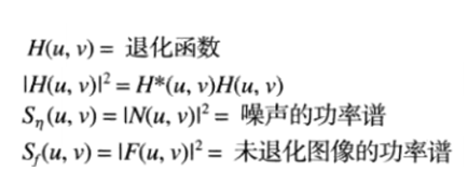 H(u, v) = 退化函数
|H(u, v)|² = H*(u, v)H(u, v)
Sη(u, v) = |N(u, v)|² = 噪声的功率谱
Sf(u, v) = |F(u, v)|² = 未退化图像的功率谱